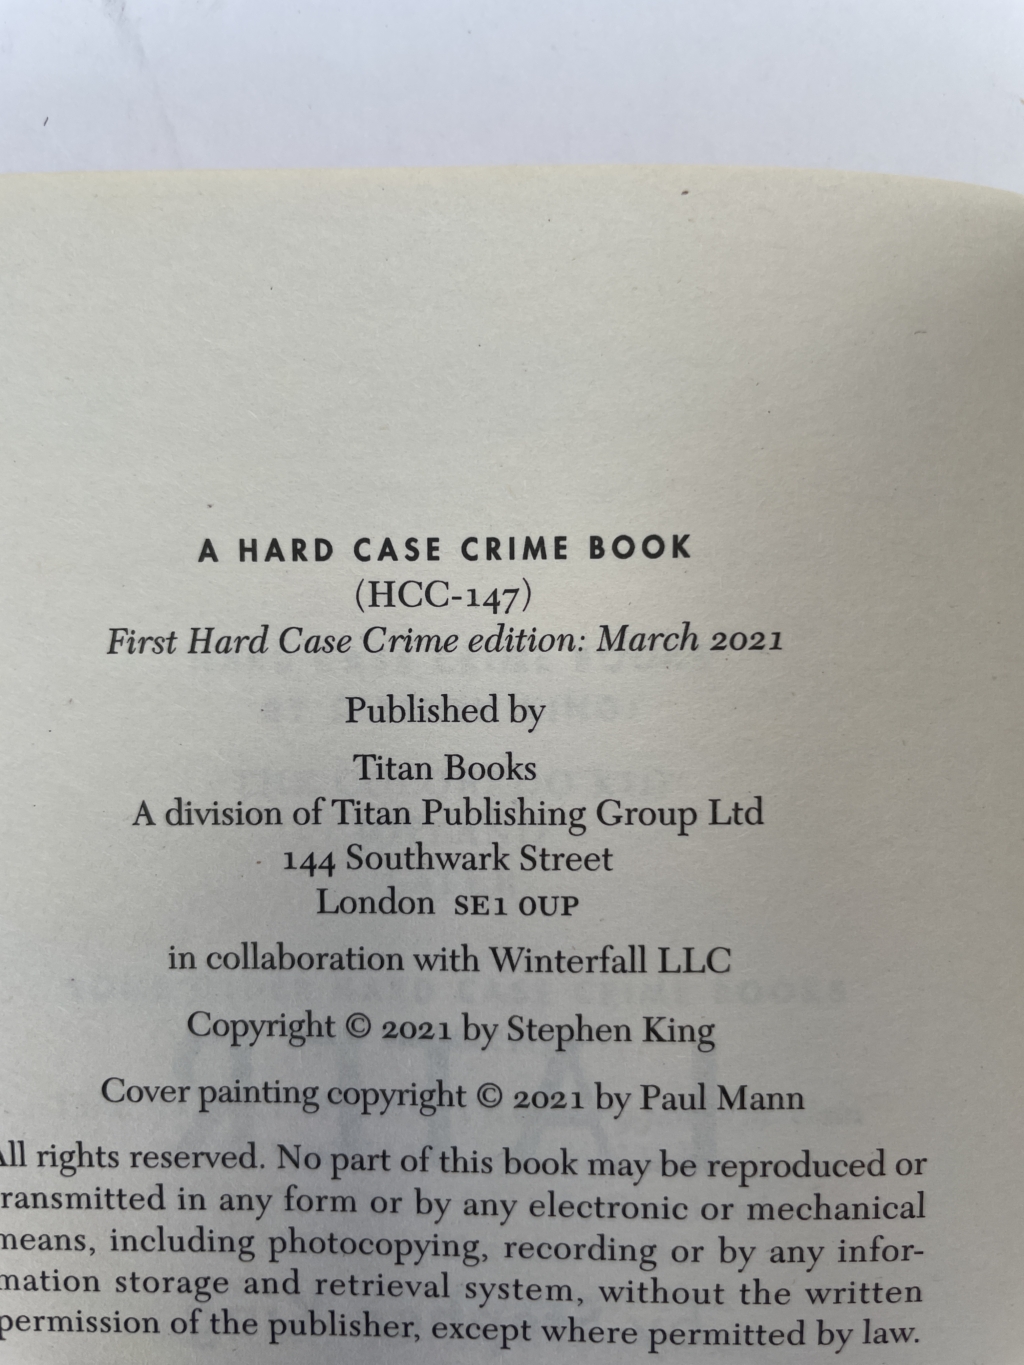 A HARD CASE CRIME BOOK
(HCC-147)
First Hard Case Crime edition: March 2021
Published by
Titan Books
A division of Titan Publishing Group Ltd
144 Southwark Street
London SE1 0UP
in collaboration with Winterfall LLC
Copyright © 2021 by Stephen King
Cover painting copyright © 2021 by Paul Mann
All rights reserved. No part of this book may be reproduced or
transmitted in any form or by any electronic or mechanical
means, including photocopying, recording or by any infor-
mation storage and retrieval system, without the written
permission of the publisher, except where permitted by law.